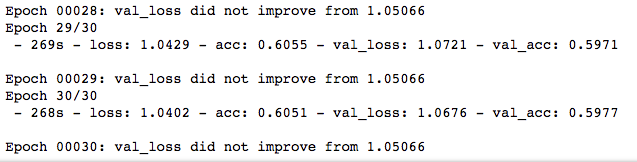 Epoch 00028: val_loss did not improve from 1.05066
Epoch 29/30
- 269s - loss: 1.0429 - acc: 0.6055 - val_loss: 1.0721 - val_acc: 0.5971
Epoch 00029: val_loss did not improve from 1.05066
Epoch 30/30
- 268s - loss: 1.0402 - acc: 0.6051 - val_loss: 1.0676 - val_acc: 0.5977
Epoch 00030: val_loss did not improve from 1.05066